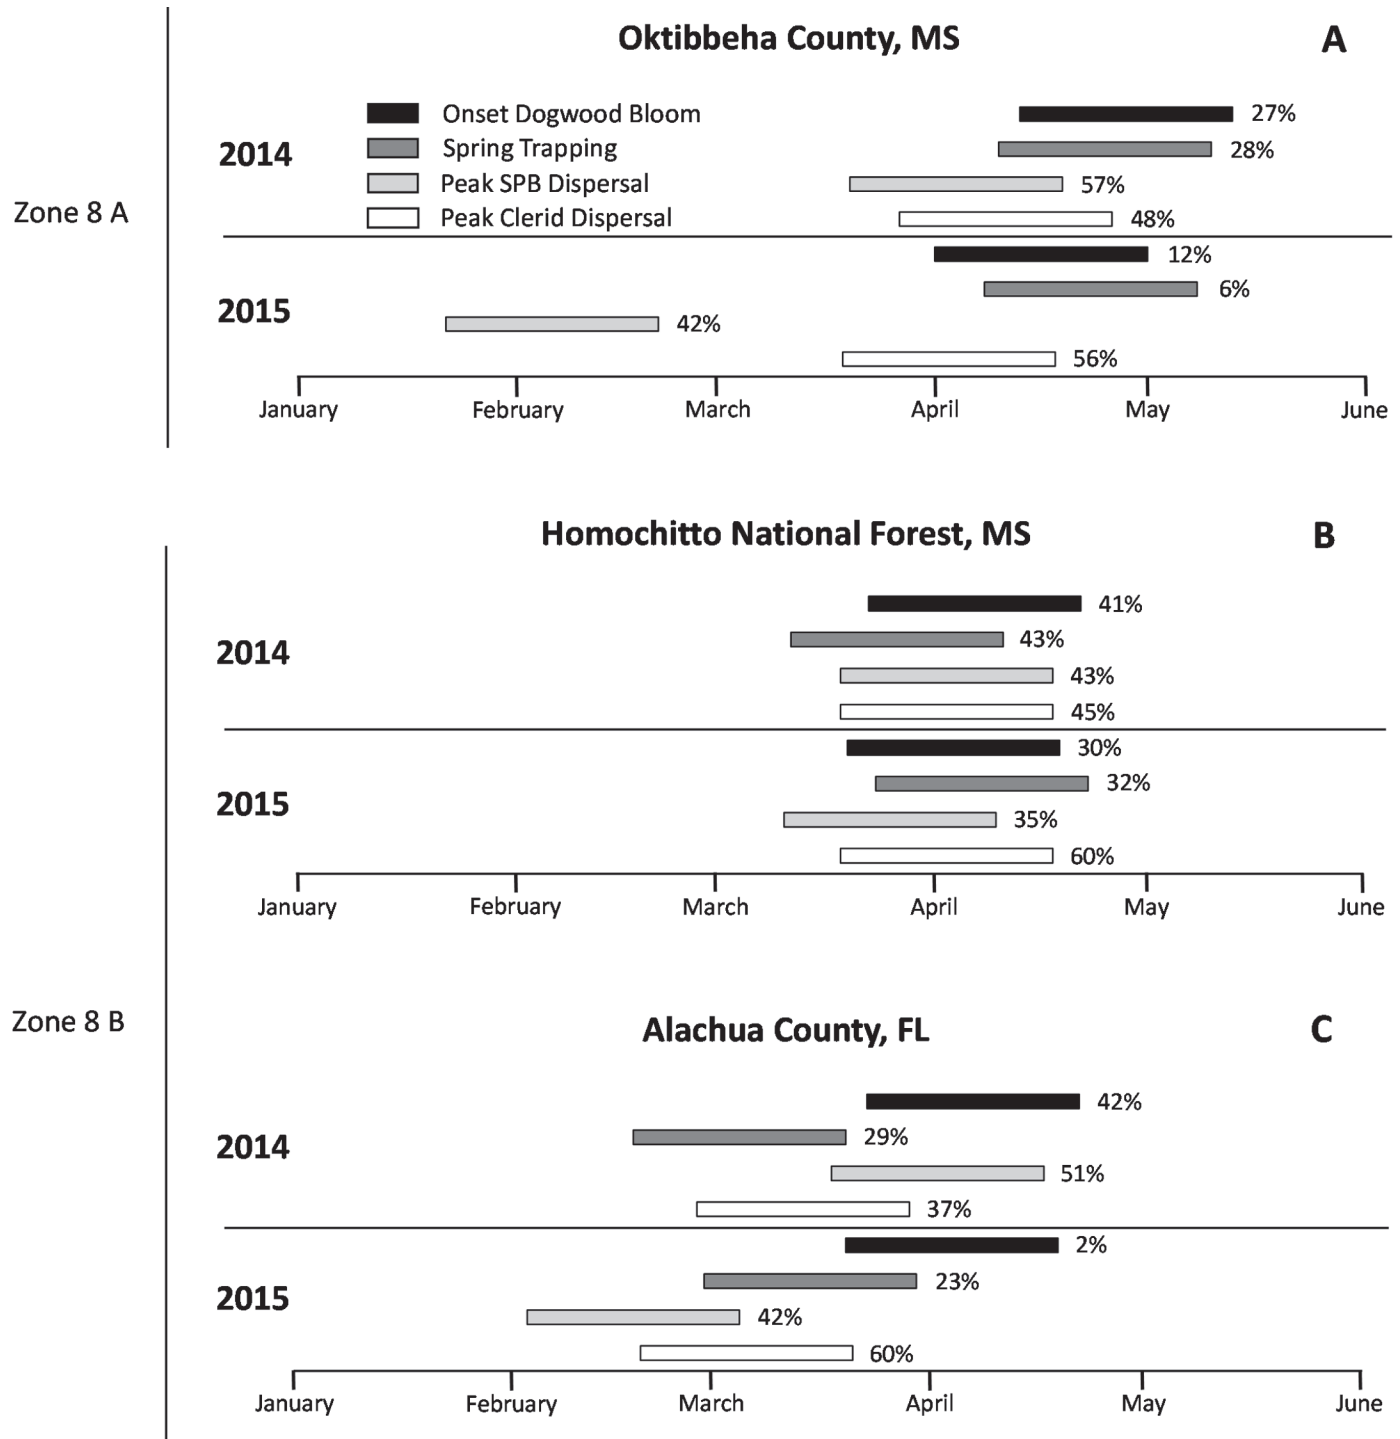 Oktibbeha County, MS
A
Zone 8 A
2014
Onset Dogwood Bloom
Spring Trapping
Peak SPB Dispersal
Peak Clerid Dispersal
27%
28%
57%
48%
2015
12%
6%
42%
56%
January February March April May June
Homochitto National Forest, MS
B
Zone 8 B
2014
41%
43%
43%
45%
2015
30%
32%
35%
60%
January February March April May June
Alachua County, FL
C
2014
42%
29%
51%
37%
2015
2%
23%
42%
60%
January February March April May June